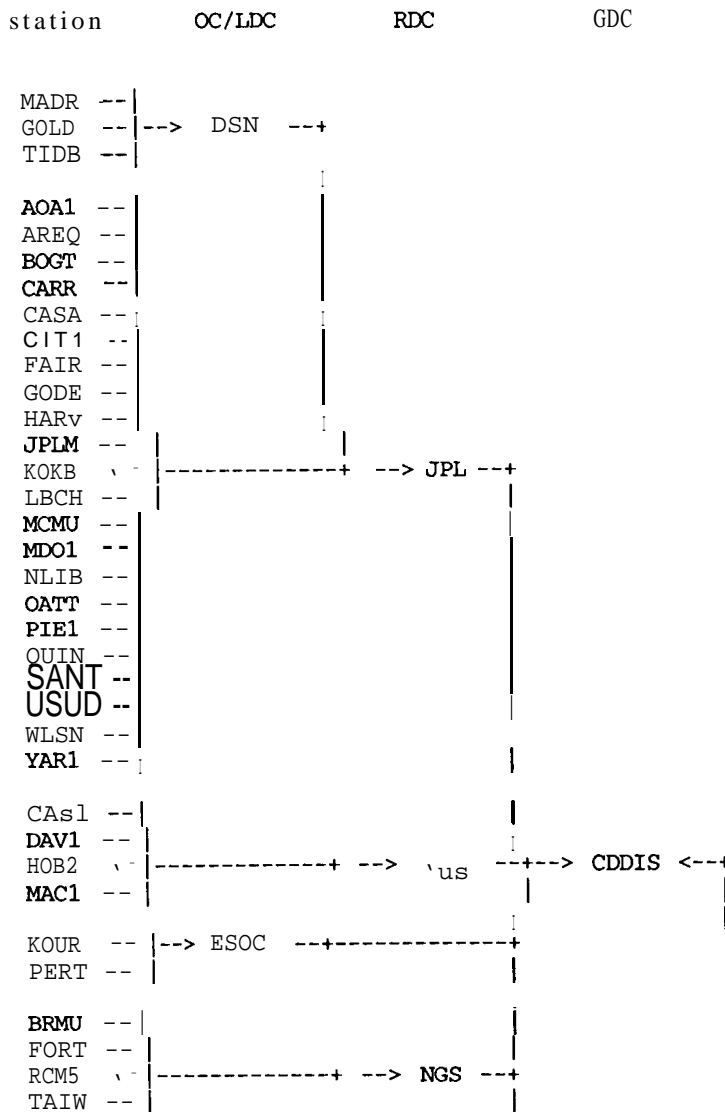 station OC/LDC RDC GDC
MADR --|
GOLD --|--> DSN --+
TIDB --| |
|
AOA1 --| |
AREQ --| |
BOGT --| |
CARR --| |
CASA --| |
CIT1 --| |
FAIR --| |
GODE --| |
HARv --| |
JPLM --| |
KOKB --|--------------+ --> JPL --+
LBCH --| |
MCMU --| |
MDO1 --| |
NLIB --| |
OATT --| |
PIE1 --| |
QUIN --| |
SANT --| |
USUD --| |
WLSN --| |
YAR1 --| |
CAsl --| |
DAV1 --| |
HOB2 --|--------------+ --> us --+--> CDDIS <--+
MAC1 --| | |
KOUR --|--> ESOC --+--------------+
PERT --| |
BRMU --| |
FORT --| |
RCM5 --|--------------+ --> NGS --+
TAIW --| |